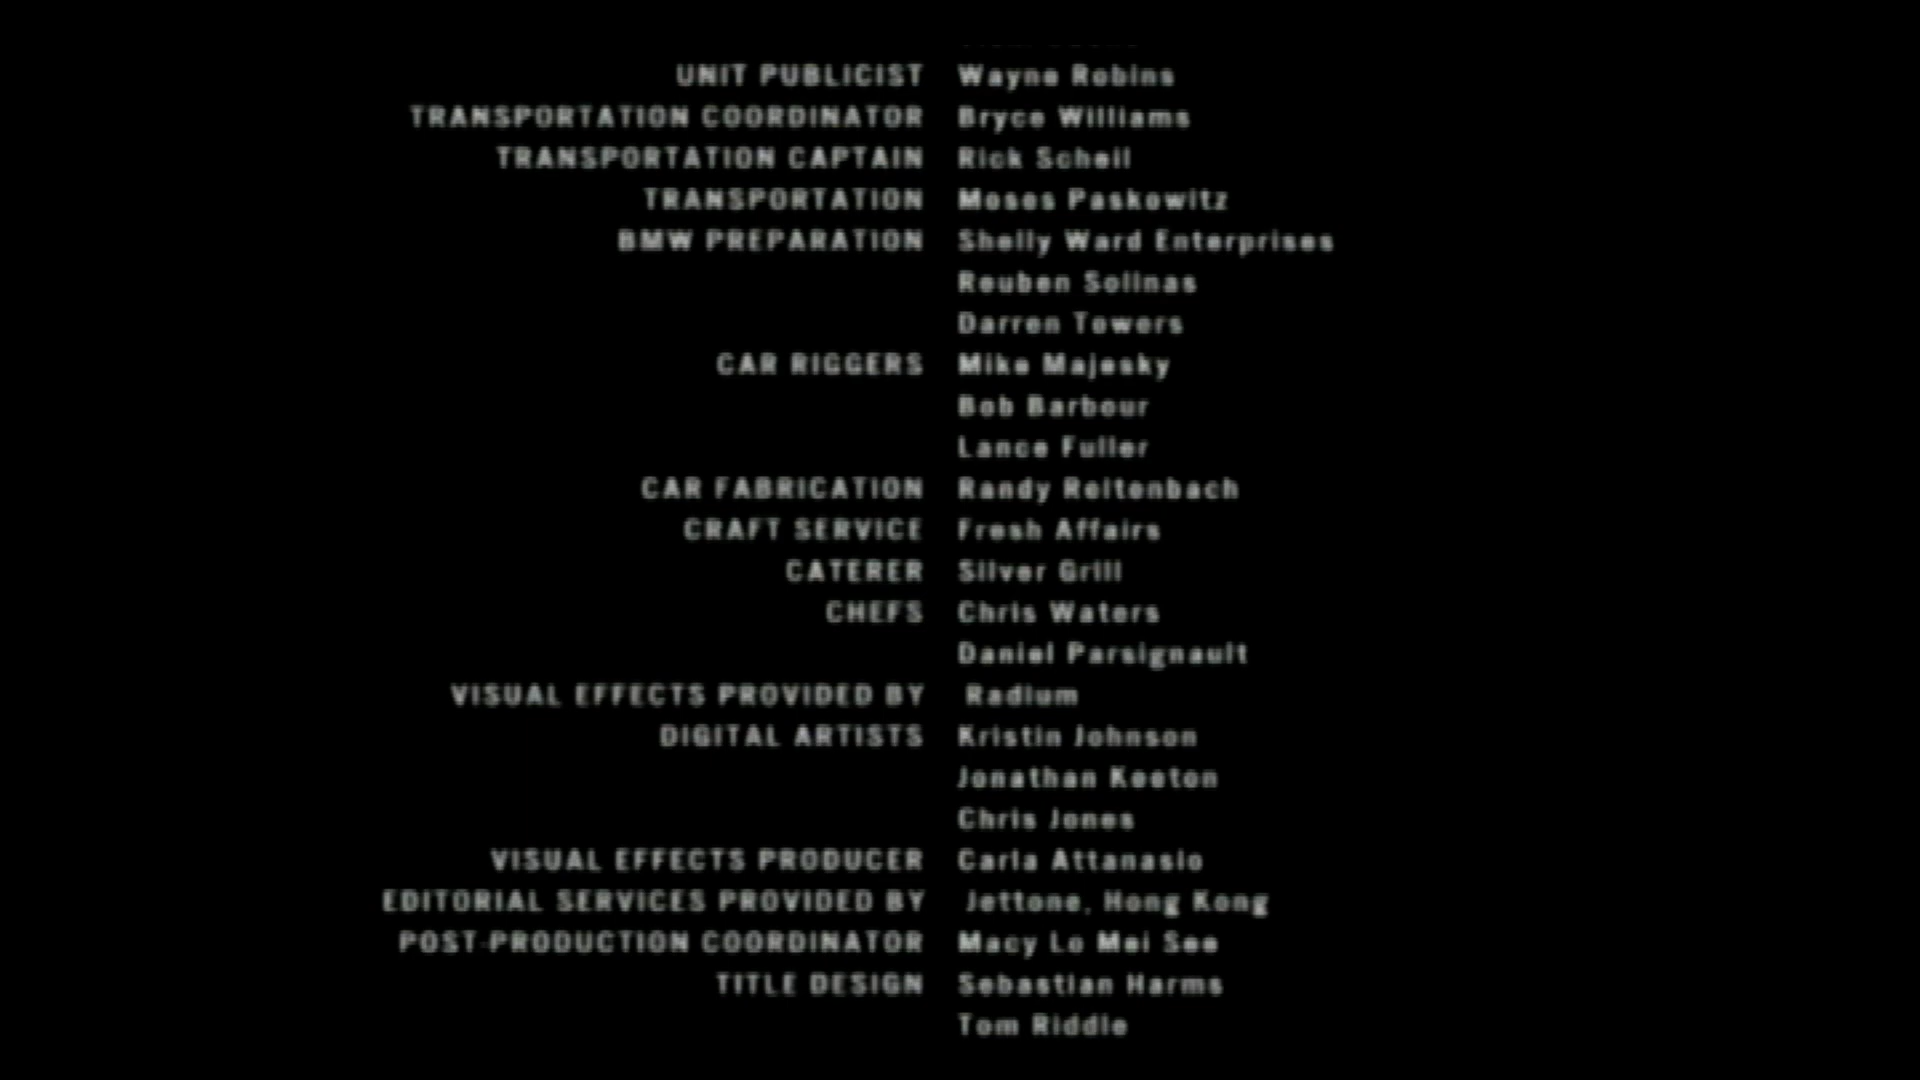 UNIT PUBLICIST Wayne Robins
TRANSPORTATION COORDINATOR Bryce Williams
TRANSPORTATION CAPTAIN Rick Scheil
TRANSPORTATION Moses Paskowitz
BMW PREPARATION Shelly Ward Enterprises
Reuben Sollnas
Darren Towers
CAR RIGGERS Mike Majesky
Bob Barbour
Lance Fuller
CAR FABRICATION Randy Reitenbach
CRAFT SERVICE Fresh Affairs
CATERER Silver Grill
CHEFS Chris Waters
Daniel Parsignault
VISUAL EFFECTS PROVIDED BY Radium
DIGITAL ARTISTS Kristin Johnson
Jonathan Keeton
Chris Jones
VISUAL EFFECTS PRODUCER Carla Attanasio
EDITORIAL SERVICES PROVIDED BY Jettone, Hong Kong
POST-PRODUCTION COORDINATOR Macy Lo Mei See
TITLE DESIGN Sebastian Harms
Tom Riddle